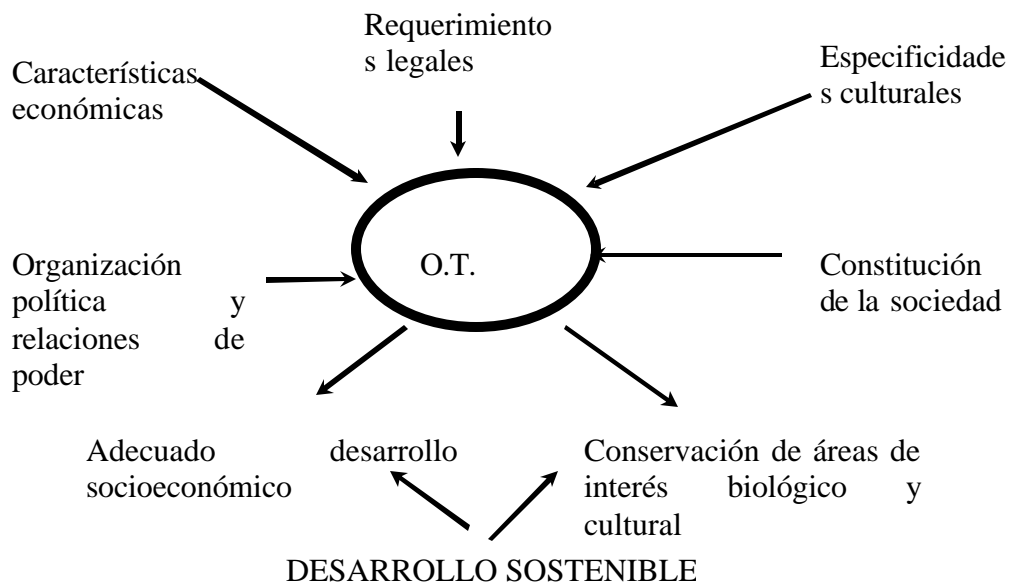 Requerimiento
s legales
Características
económicas
Especificidade
s culturales
O.T.
Organización
política y
relaciones de
poder
Constitución
de la sociedad
Adecuado desarrollo
socioeconómico
Conservación de áreas de
interés biológico y
cultural
DESARROLLO SOSTENIBLE